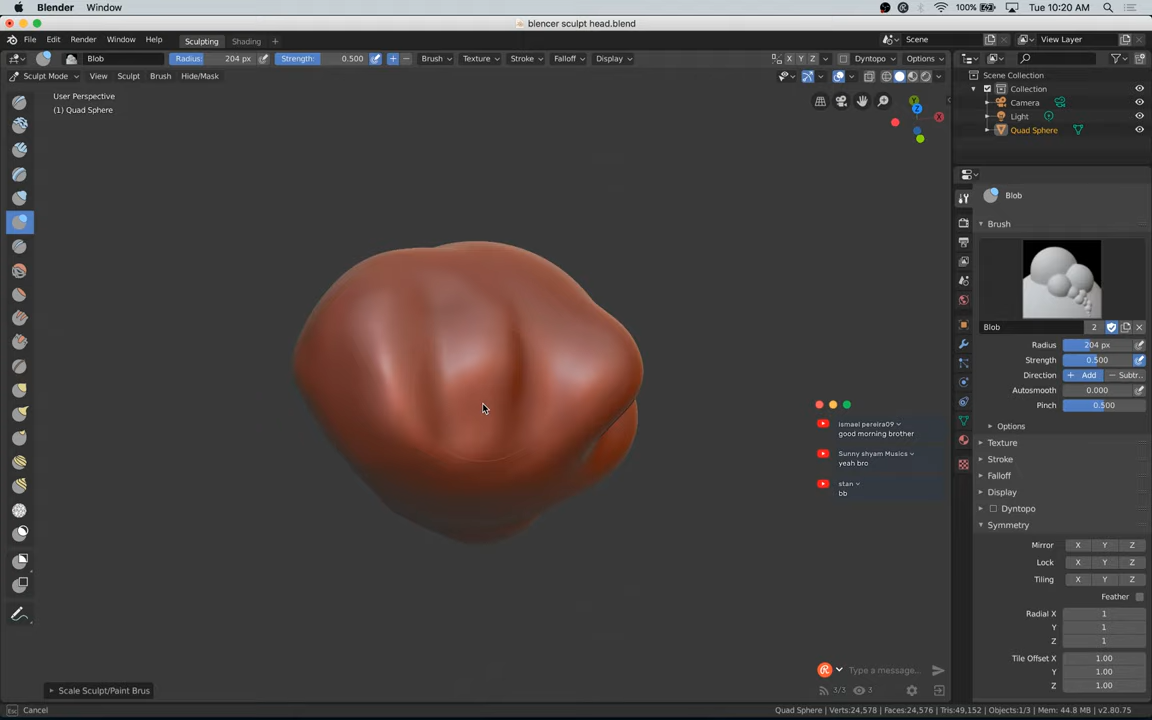 Blender Window
100% Tue 10:20 AM
blencer sculpt head.blend
File Edit Render Window Help Sculpting Shading + Scene View Layer
Blob Radius: 204 px Strength: 0.500 + − Brush Texture Stroke Falloff Display X Y Z Dyntopo Options
Sculpt Mode View Sculpt Brush Hide/Mask
User Perspective
(1) Quad Sphere
Scene Collection
Collection
Camera
Light
Quad Sphere
Blob
Brush
Blob 2
Radius 204 px
Strength 0.500
Direction + Add − Subtr..
Autosmooth 0.000
Pinch 0.500
Options
Texture
Stroke
Falloff
Display
Dyntopo
Symmetry
Mirror X Y Z
Lock X Y Z
Tiling X Y Z
Feather
Radial X 1
Y 1
Z 1
Tile Offset X 1.00
Y 1.00
Z 1.00
ismael pereira09
good morning brother
Sunny shyam Musics
yeah bro
stan
bb
Type a message...
3/3 3
Scale Sculpt/Paint Brus
Esc Cancel
Quad Sphere | Verts:24,578 | Faces:24,576 | Tris:49,152 | Objects:1/3 | Mem: 44.8 MB | v2.80.75